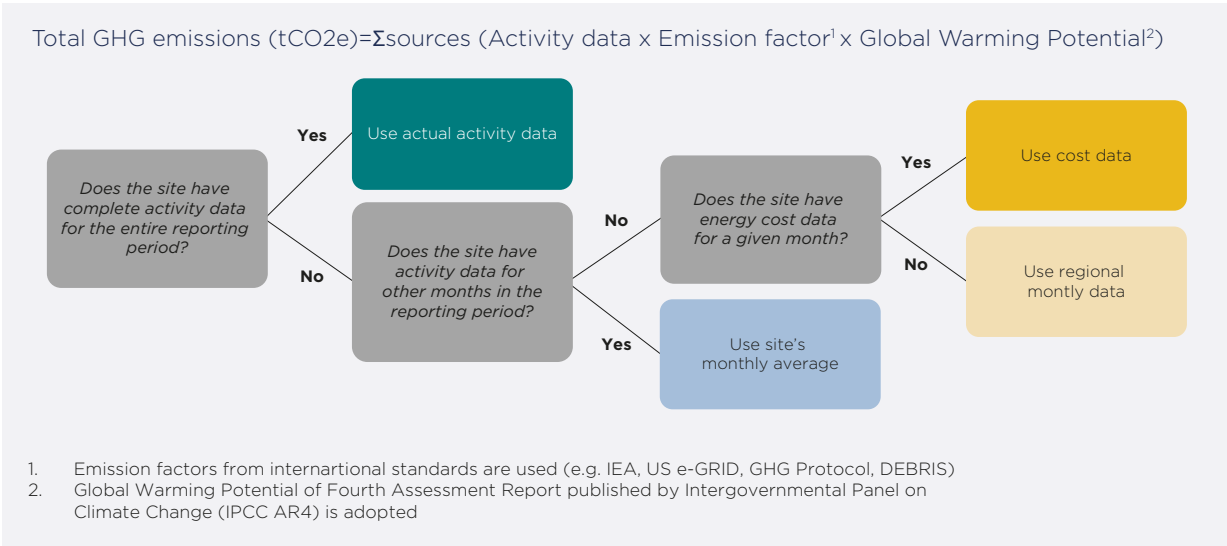 Total GHG emissions (tCO2e)=Σsources (Activity data x Emission factor¹ x Global Warming Potential²)
Yes
Use actual activity data
Does the site have
complete activity data
for the entire reporting
period?
No
Does the site have
activity data for
other months in the
reporting period?
No
Does the site have
energy cost data
for a given month?
Yes
Use cost data
No
Use regional
montly data
Yes
Use site's
monthly average
1. Emission factors from internartional standards are used (e.g. IEA, US e-GRID, GHG Protocol, DEBRIS)
2. Global Warming Potential of Fourth Assessment Report published by Intergovernmental Panel on
Climate Change (IPCC AR4) is adopted